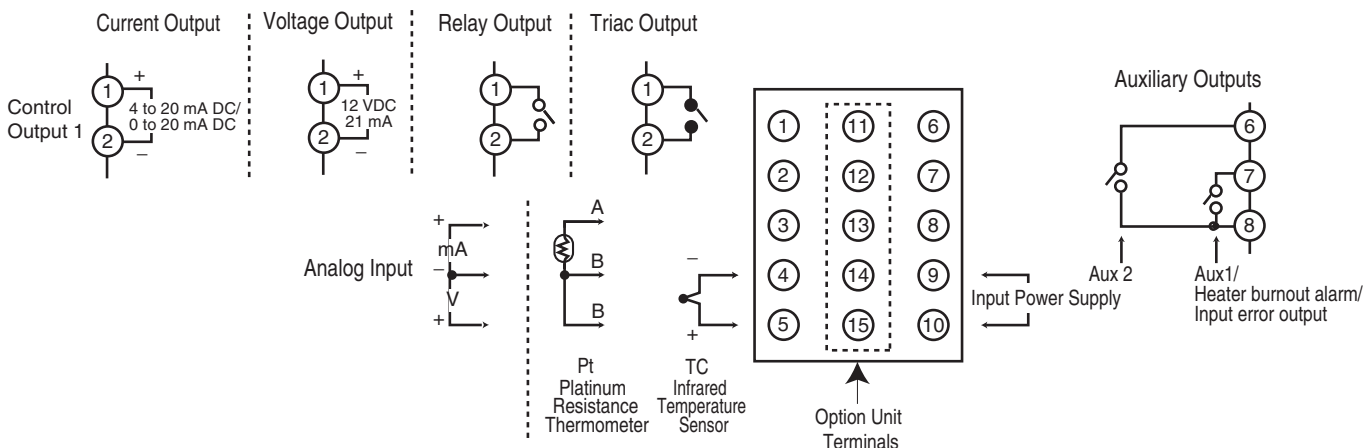 Current Output
Voltage Output
Relay Output
Triac Output
Control
Output 1
1
+
4 to 20 mA DC/
0 to 20 mA DC
2
–
1
+
12 VDC
21 mA
2
–
1
2
1
2
Analog Input
+
mA
–
V
+
A
B
B
Pt
Platinum
Resistance
Thermometer
–
+
TC
Infrared
Temperature
Sensor
1 11 6
2 12 7
3 13 8
4 14 9
5 15 10
Option Unit
Terminals
Input Power Supply
Auxiliary Outputs
6
7
8
Aux 2
Aux1/
Heater burnout alarm/
Input error output